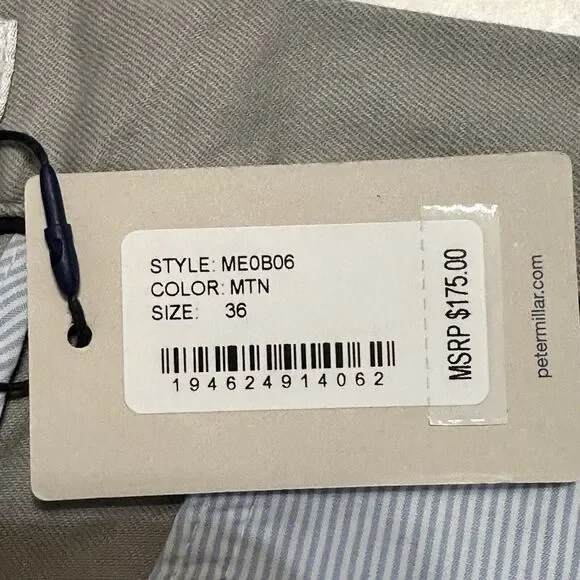 STYLE: ME0B06
COLOR: MTN
SIZE: 36
194624914062
MSRP $175.00
petermillar.com